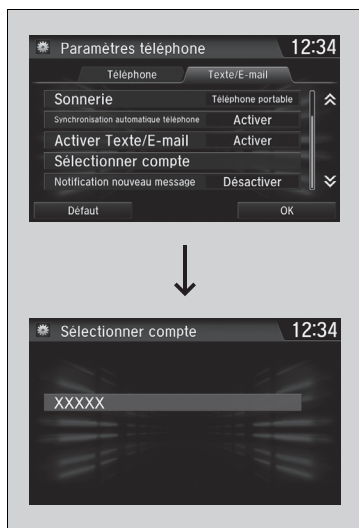 Paramètres téléphone 12:34
Téléphone Texte/E-mail
Sonnerie Téléphone portable
Synchronisation automatique téléphone Activer
Activer Texte/E-mail Activer
Sélectionner compte
Notification nouveau message Désactiver
Défaut OK
Sélectionner compte 12:34
XXXXX